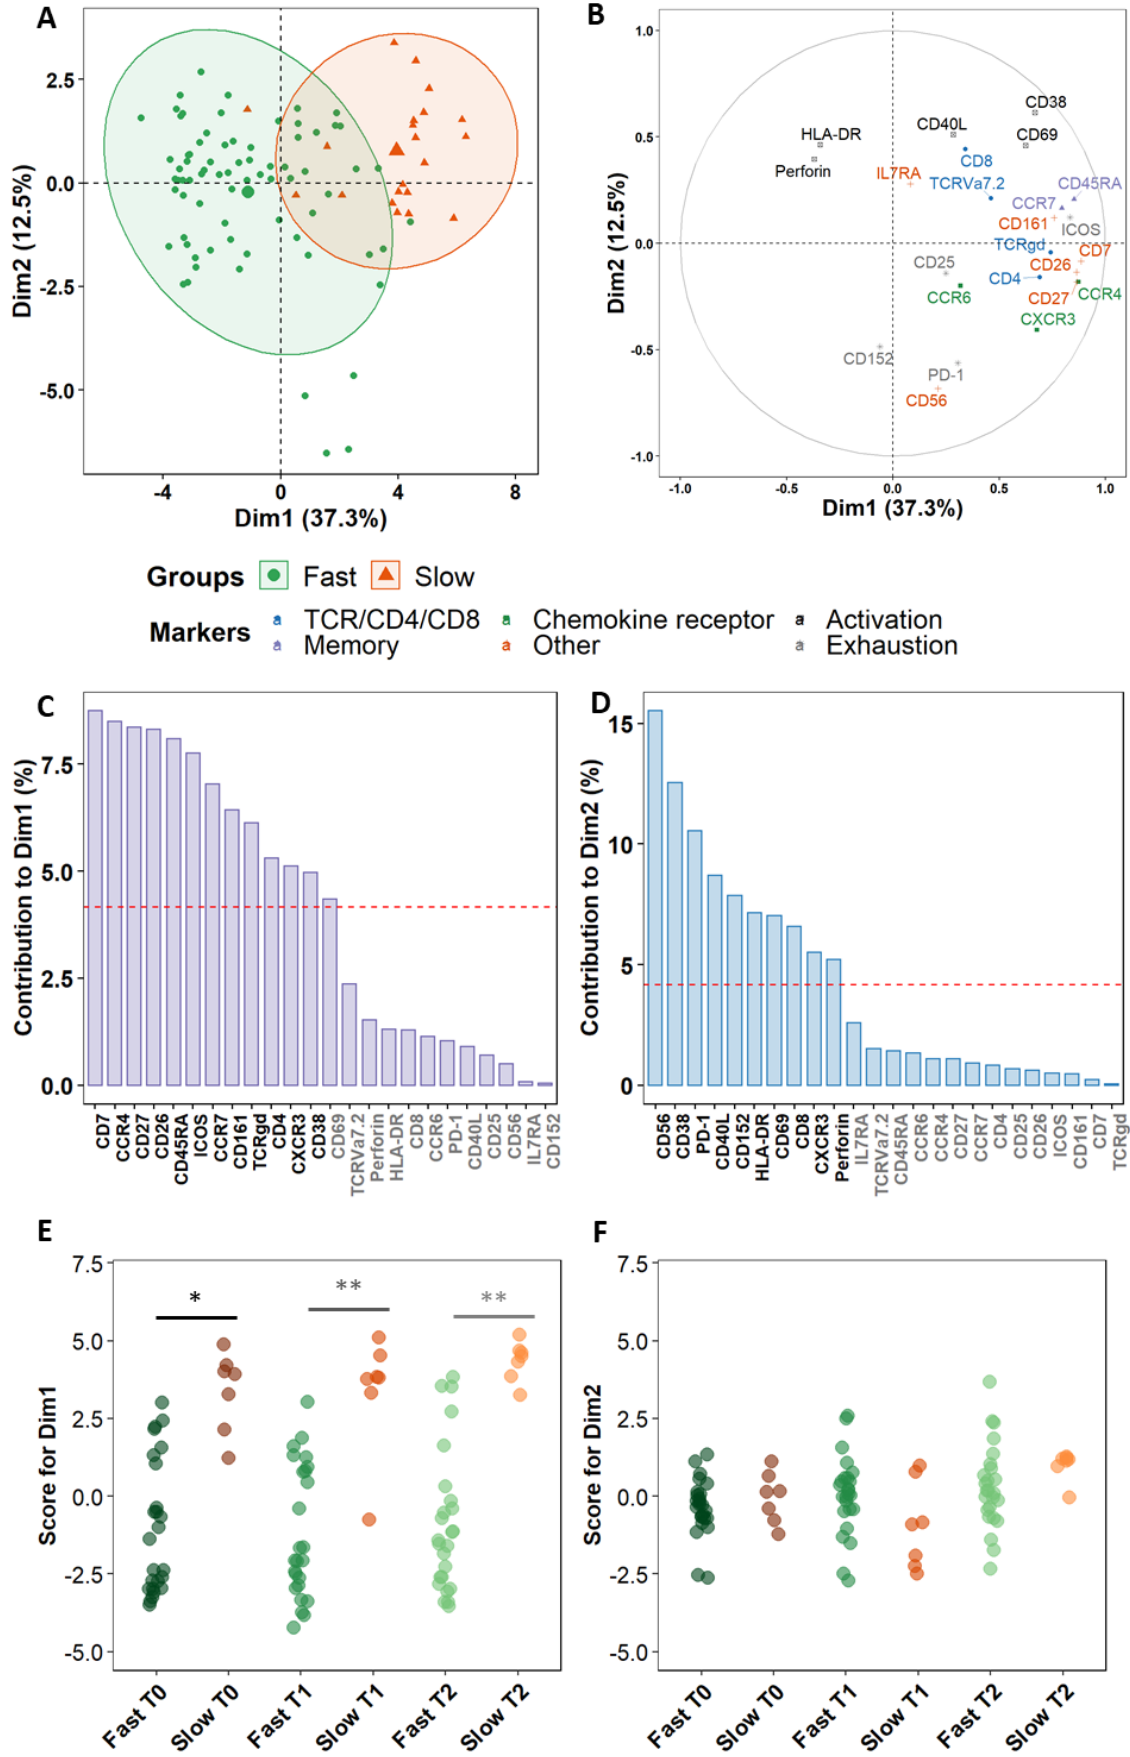 A
2.5
0.0
-2.5
-5.0
Dim2 (12.5%)
-4
0
4
8
Dim1 (37.3%)
B
1.0
0.5
0.0
-0.5
-1.0
Dim2 (12.5%)
CD38
CD40L
HLA-DR
CD69
Perforin
CD8
IL7RA
TCRVa7.2
CD45RA
CCR7
CD161
ICOS
TCRgd
CD7
CD25
CD26
CD4
CCR6
CD27
CCR4
CXCR3
CD152
PD-1
CD56
-1.0
-0.5
0.0
0.5
1.0
Dim1 (37.3%)
Groups
Fast
Slow
Markers
a TCR/CD4/CD8
a Chemokine receptor
a Activation
a Memory
a Other
a Exhaustion
C
7.5
5.0
2.5
0.0
Contribution to Dim1 (%)
CD7
CCR4
CD27
CD26
CD45RA
ICOS
CCR7
CD161
TCRgd
CD4
CXCR3
CD38
CD69
TCRVa7.2
Perforin
HLA-DR
CD8
CCR6
PD-1
CD40L
CD25
CD56
IL7RA
CD152
D
15
10
5
0
Contribution to Dim2 (%)
CD56
CD38
PD-1
CD40L
CD152
HLA-DR
CD69
CD8
CXCR3
Perforin
IL7RA
TCRVa7.2
CD45RA
CCR6
CCR4
CD27
CCR7
CD4
CD25
CD26
ICOS
CD161
CD7
TCRgd
E
7.5
5.0
2.5
0.0
-2.5
-5.0
Score for Dim1
*
**
**
Fast T0
Slow T0
Fast T1
Slow T1
Fast T2
Slow T2
F
7.5
5.0
2.5
0.0
-2.5
-5.0
Score for Dim2
Fast T0
Slow T0
Fast T1
Slow T1
Fast T2
Slow T2